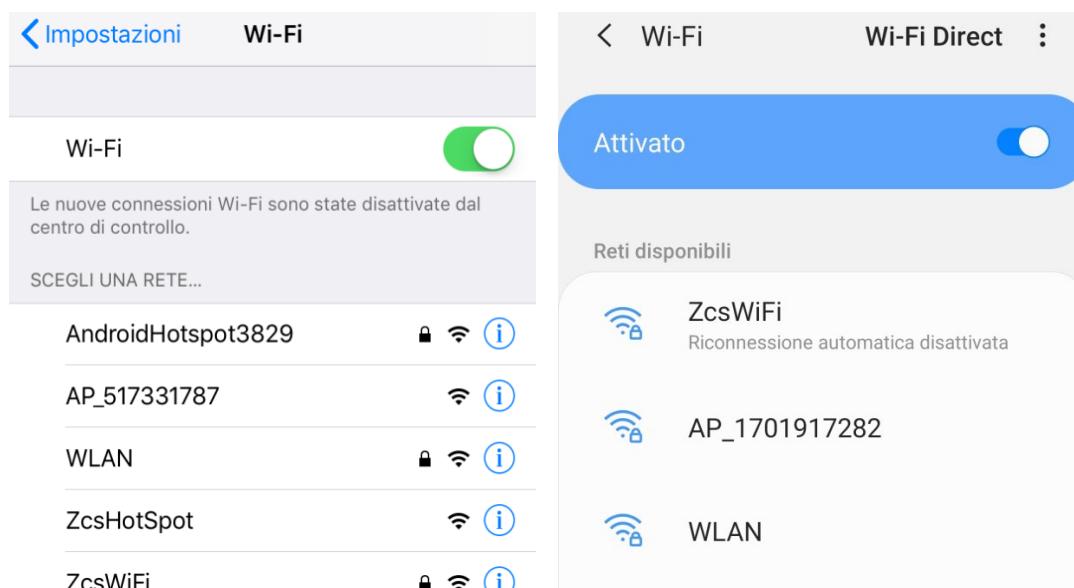 Impostazioni Wi-Fi
Wi-Fi
Le nuove connessioni Wi-Fi sono state disattivate dal
centro di controllo.
SCEGLI UNA RETE...
AndroidHotspot3829
AP_517331787
WLAN
ZcsHotSpot
ZcsWiFi
Wi-Fi Wi-Fi Direct
Attivato
Reti disponibili
ZcsWiFi
Riconnessione automatica disattivata
AP_1701917282
WLAN